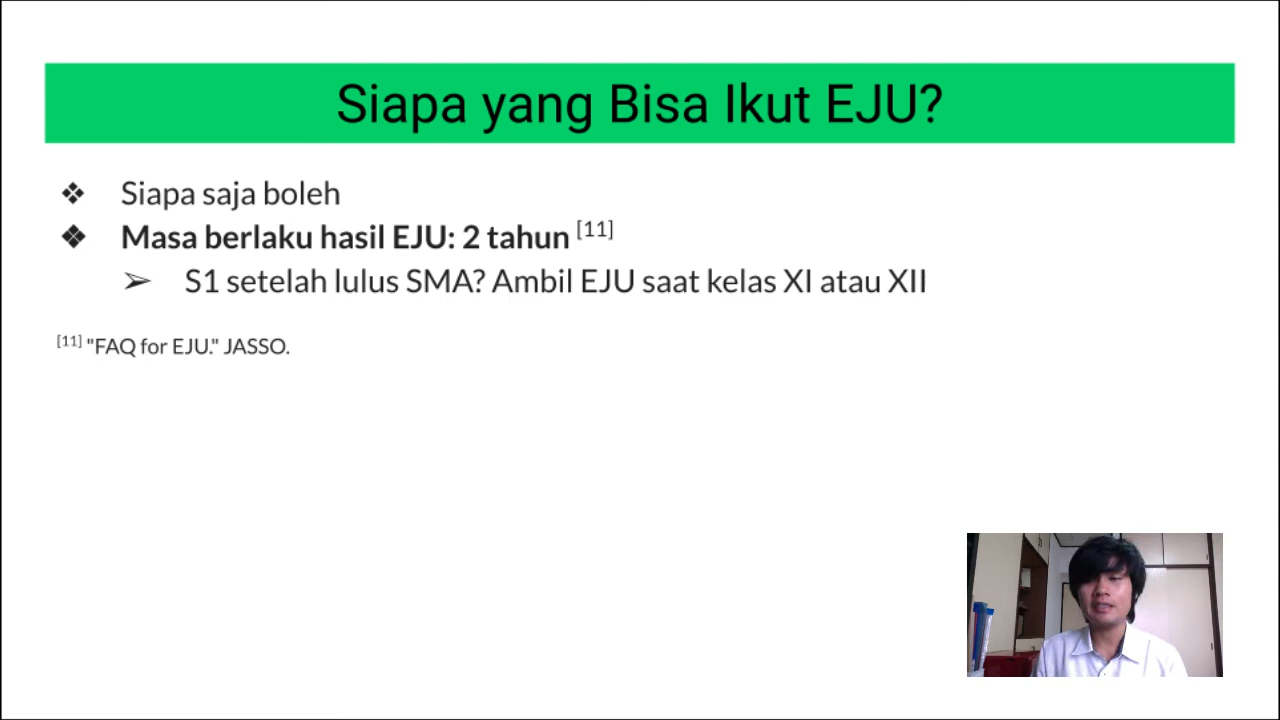 Siapa yang Bisa Ikut EJU?
❖ Siapa saja boleh
❖ Masa berlaku hasil EJU: 2 tahun [11]
➢ S1 setelah lulus SMA? Ambil EJU saat kelas XI atau XII
[11] "FAQ for EJU." JASSO.